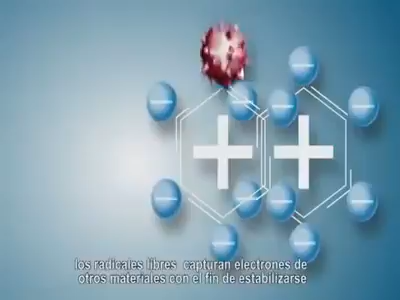 los radicales libres capturan electrones de
otros materiales con el fin de estabilizarse